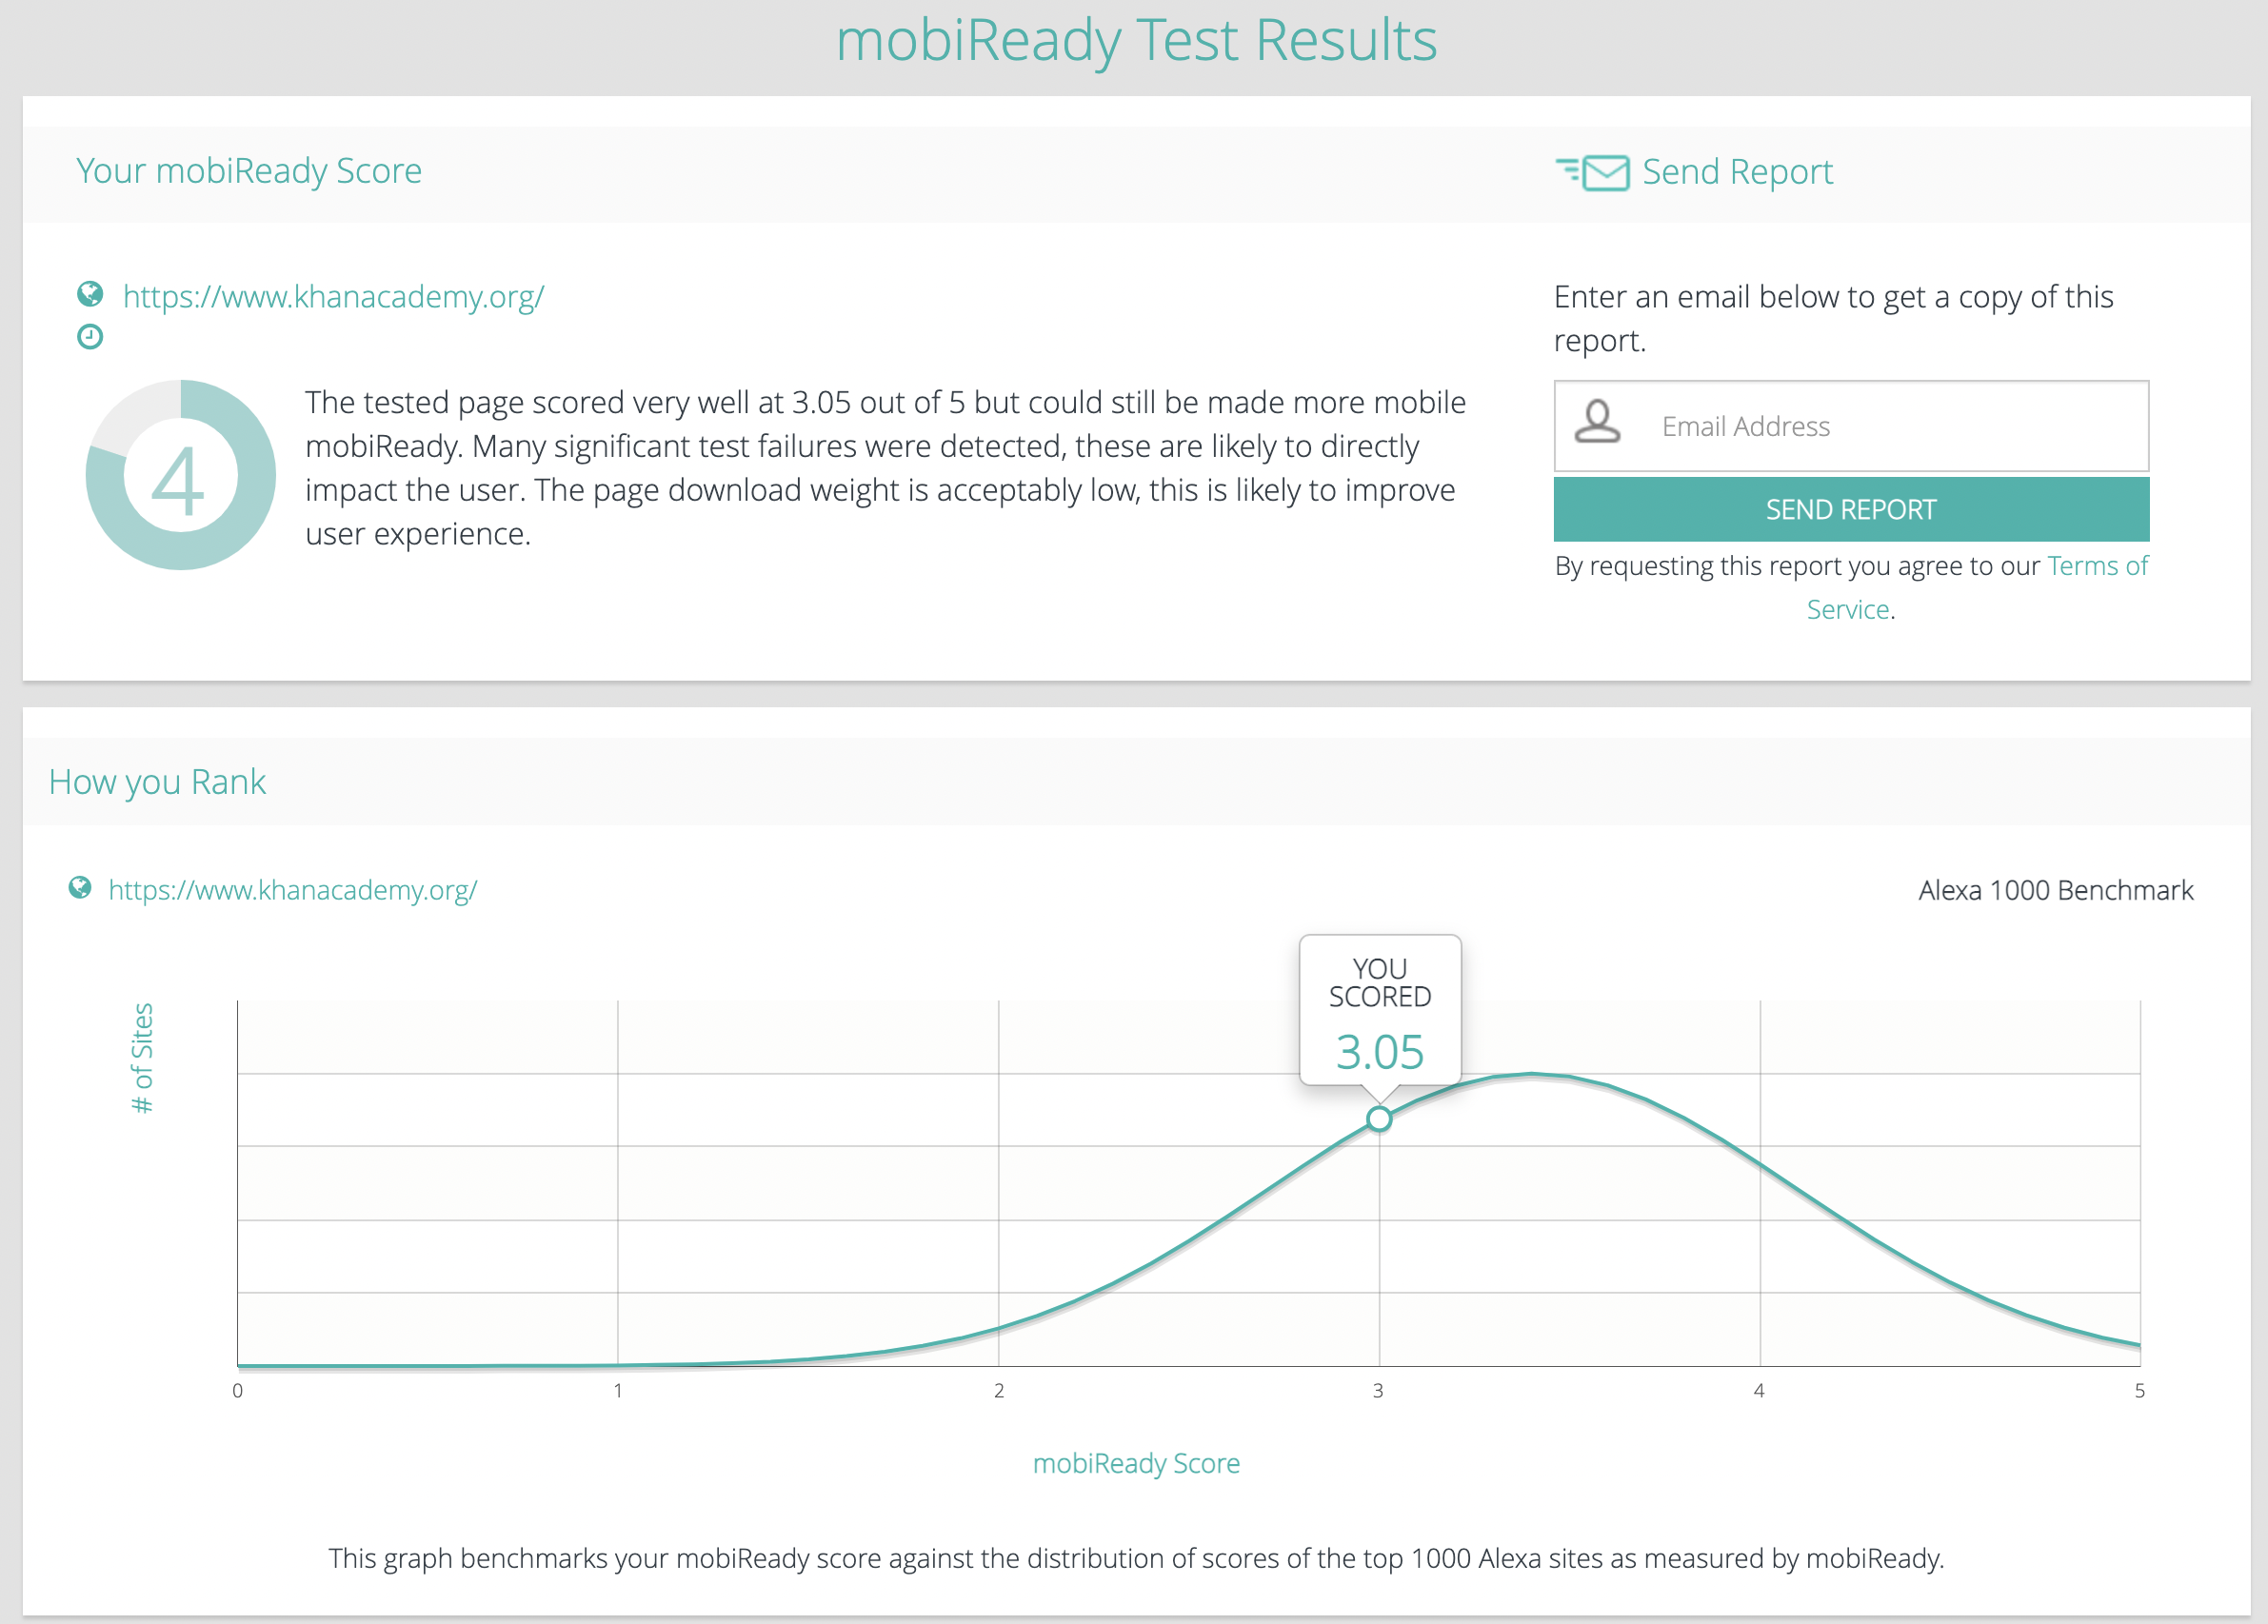 mobiReady Test Results
Your mobiReady Score
https://www.khanacademy.org/
4
The tested page scored very well at 3.05 out of 5 but could still be made more mobile
mobiReady. Many significant test failures were detected, these are likely to directly
impact the user. The page download weight is acceptably low, this is likely to improve
user experience.
Send Report
Enter an email below to get a copy of this
report.
Email Address
SEND REPORT
By requesting this report you agree to our Terms of
Service.
How you Rank
https://www.khanacademy.org/
Alexa 1000 Benchmark
# of Sites
YOU
SCORED
3.05
0 1 2 3 4 5
mobiReady Score
This graph benchmarks your mobiReady score against the distribution of scores of the top 1000 Alexa sites as measured by mobiReady.